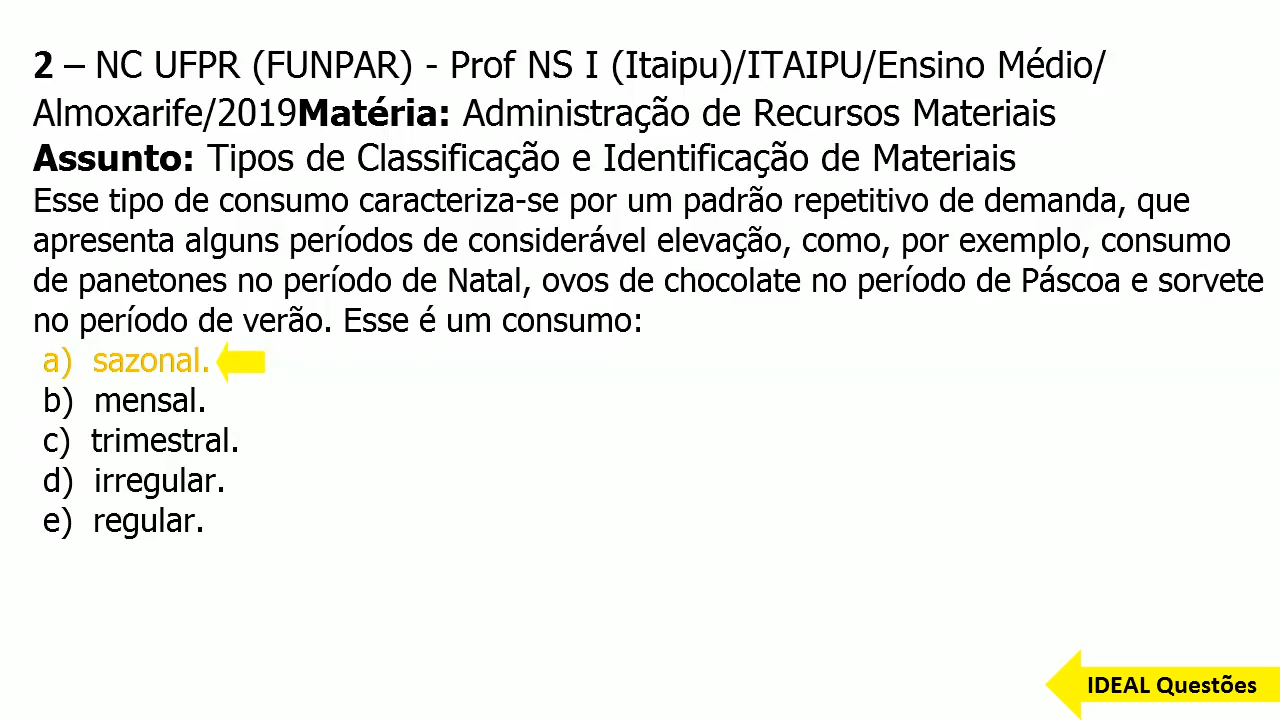 2 – NC UFPR (FUNPAR) - Prof NS I (Itaipu)/ITAIPU/Ensino Médio/
Almoxarife/2019Matéria: Administração de Recursos Materiais
Assunto: Tipos de Classificação e Identificação de Materiais
Esse tipo de consumo caracteriza-se por um padrão repetitivo de demanda, que
apresenta alguns períodos de considerável elevação, como, por exemplo, consumo
de panetones no período de Natal, ovos de chocolate no período de Páscoa e sorvete
no período de verão. Esse é um consumo:
a) sazonal.
b) mensal.
c) trimestral.
d) irregular.
e) regular.
IDEAL Questões